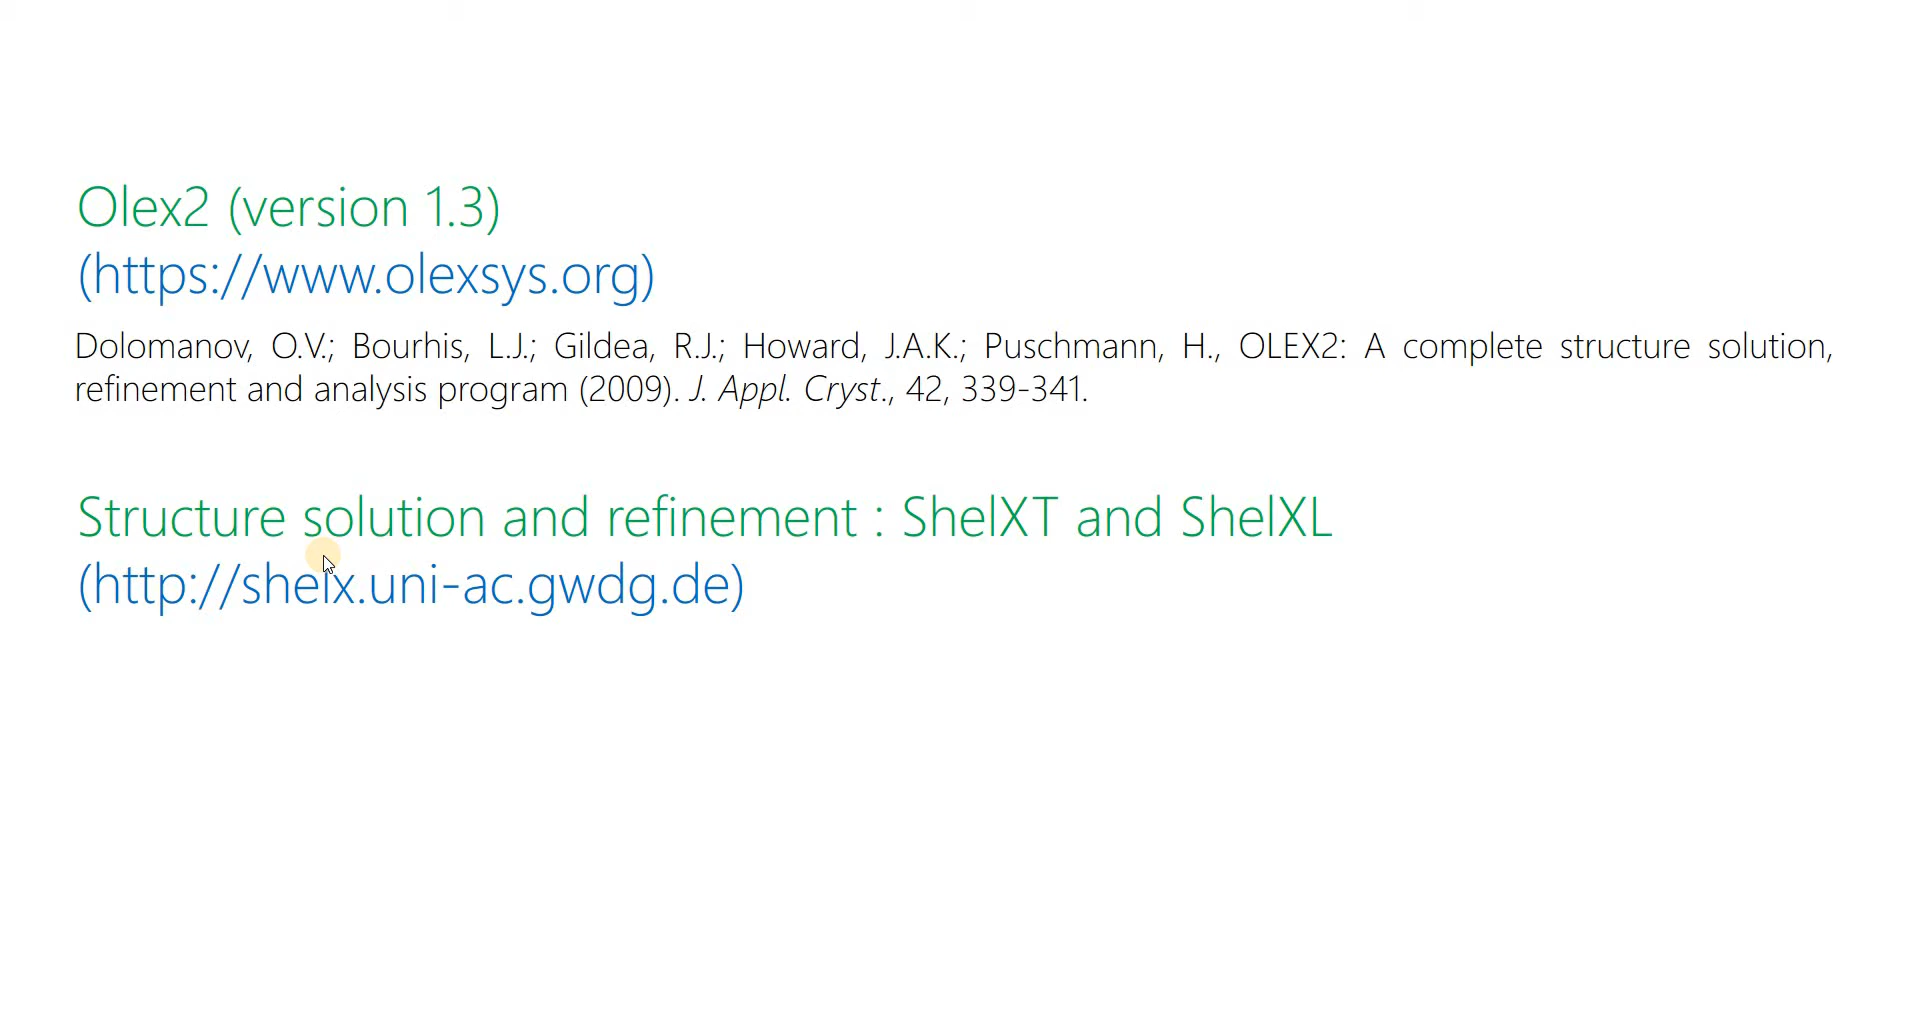 Olex2 (version 1.3)
(https://www.olexsys.org)
Dolomanov, O.V.; Bourhis, L.J.; Gildea, R.J.; Howard, J.A.K.; Puschmann, H., OLEX2: A complete structure solution,
refinement and analysis program (2009). J. Appl. Cryst., 42, 339-341.
Structure solution and refinement : ShelXT and ShelXL
(http://shelx.uni-ac.gwdg.de)